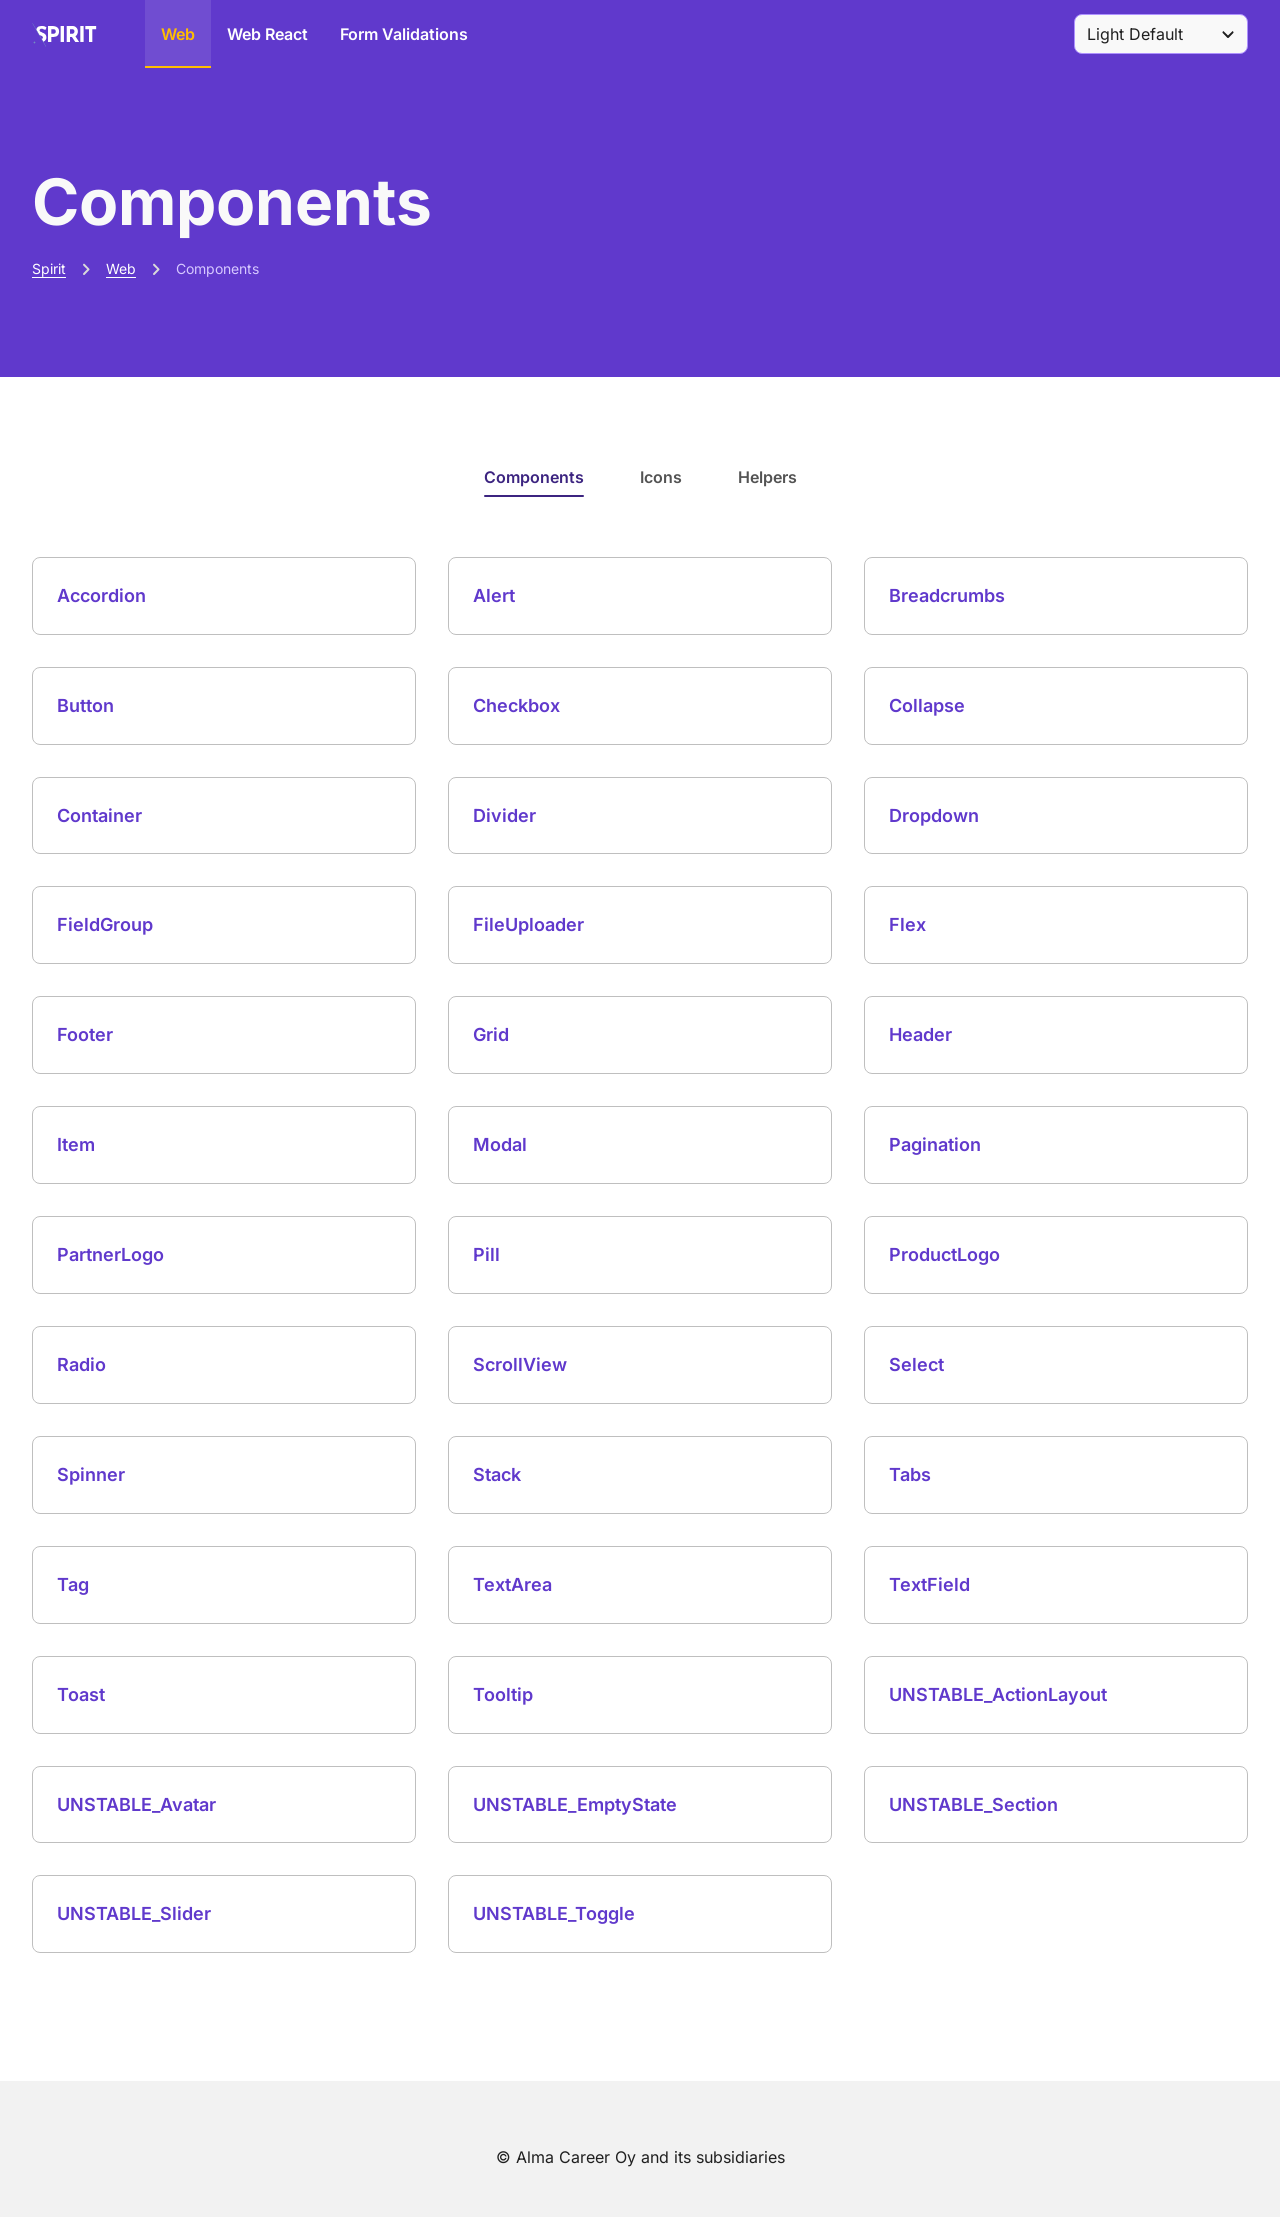 SPIRIT
Web
Web React
Form Validations
Light Default
Components
Spirit
Web
Components
Components
Icons
Helpers
Accordion
Alert
Breadcrumbs
Button
Checkbox
Collapse
Container
Divider
Dropdown
FieldGroup
FileUploader
Flex
Footer
Grid
Header
Item
Modal
Pagination
PartnerLogo
Pill
ProductLogo
Radio
ScrollView
Select
Spinner
Stack
Tabs
Tag
TextArea
TextField
Toast
Tooltip
UNSTABLE_ActionLayout
UNSTABLE_Avatar
UNSTABLE_EmptyState
UNSTABLE_Section
UNSTABLE_Slider
UNSTABLE_Toggle
© Alma Career Oy and its subsidiaries